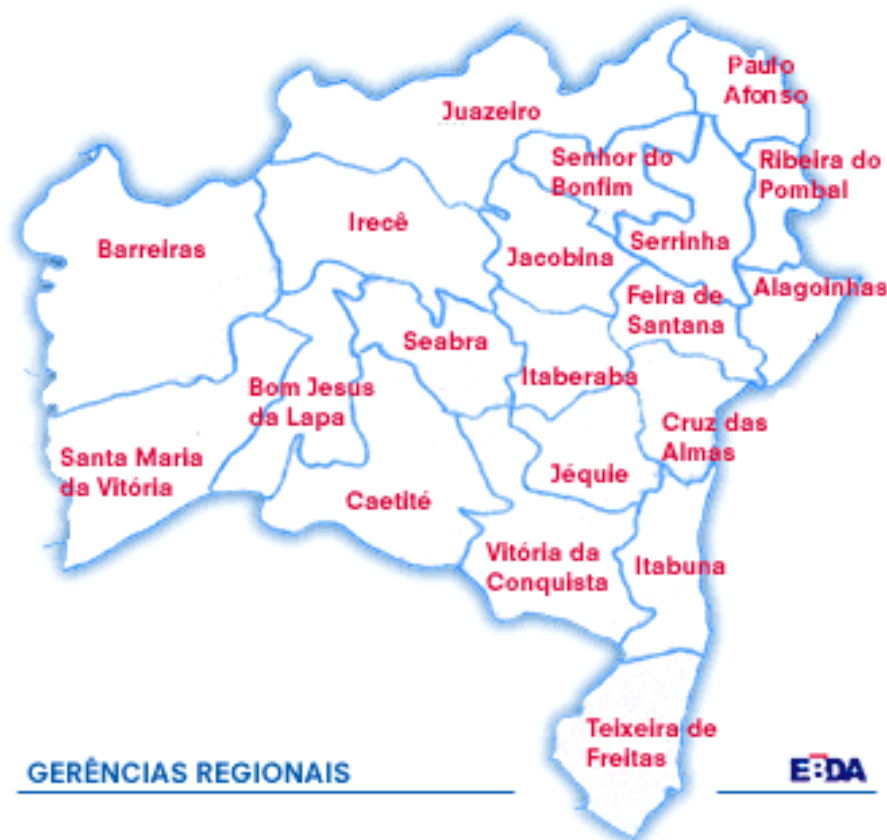 Paulo
Afonso
Juazeiro
Senhor do
Bonfim
Ribeira do
Pombal
Irecê
Barreiras
Serrinha
Jacobina
Alagoinhas
Feira de
Santana
Seabra
Itaberaba
Bom Jesus
da Lapa
Cruz das
Almas
Santa Maria
da Vitória
Jéquie
Caetité
Vitória da
Conquista
Itabuna
Teixeira de
Freitas
GERÊNCIAS REGIONAIS
EBDA